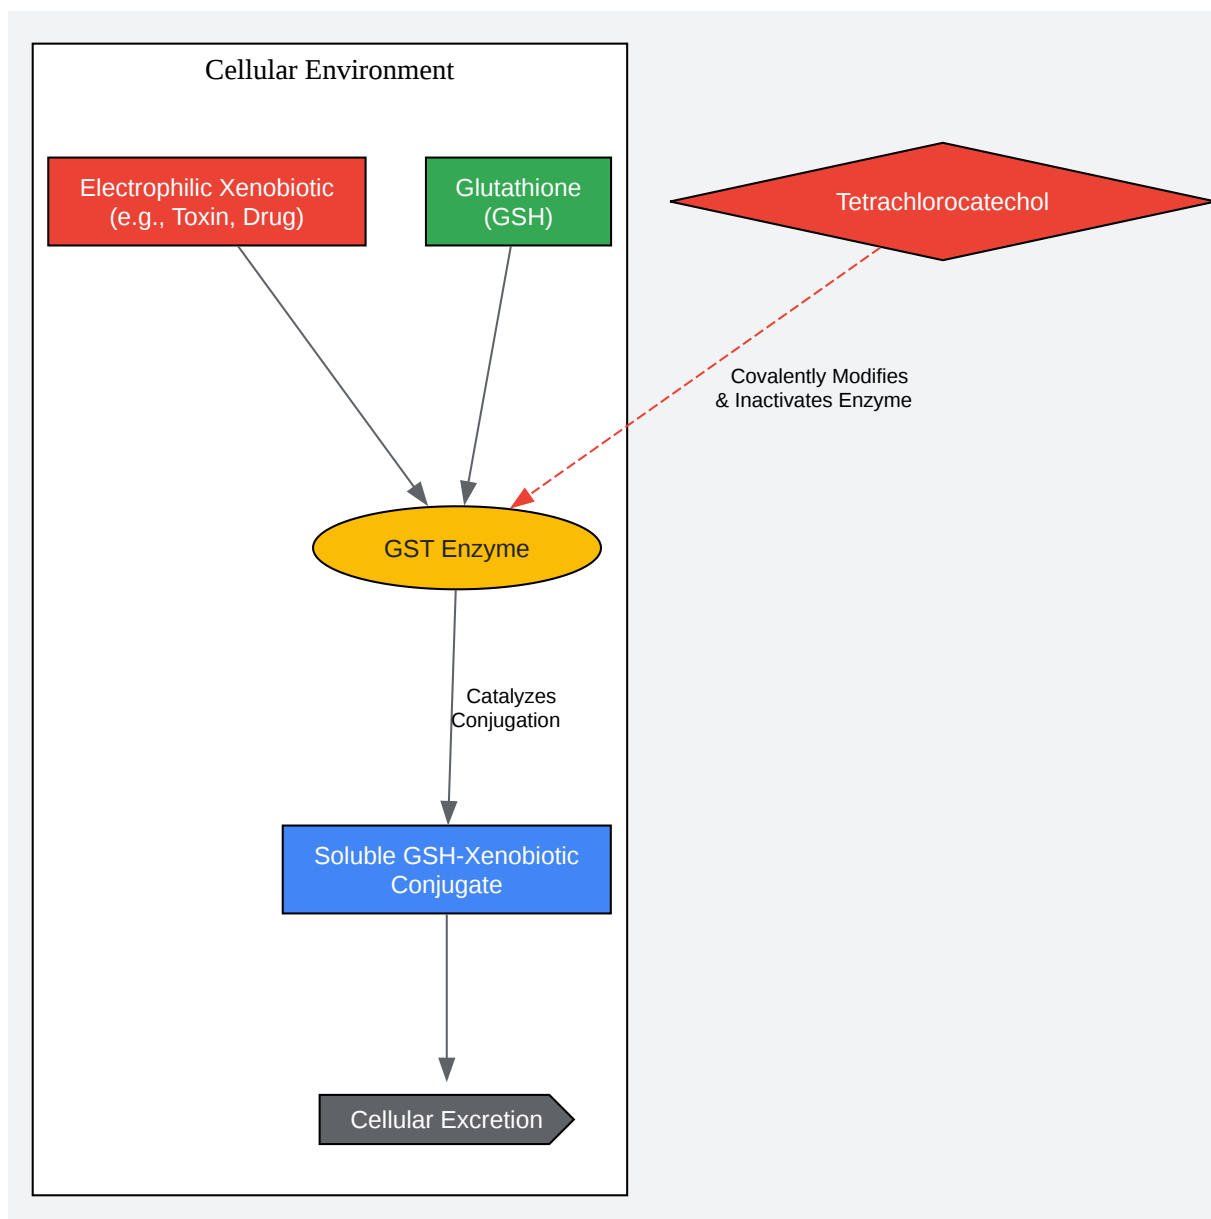 Cellular Environment
Electrophilic Xenobiotic
(e.g., Toxin, Drug)
Glutathione
(GSH)
Tetrachlorocatechol
Covalently Modifies
& Inactivates Enzyme
GST Enzyme
Catalyzes
Conjugation
Soluble GSH-Xenobiotic
Conjugate
Cellular Excretion